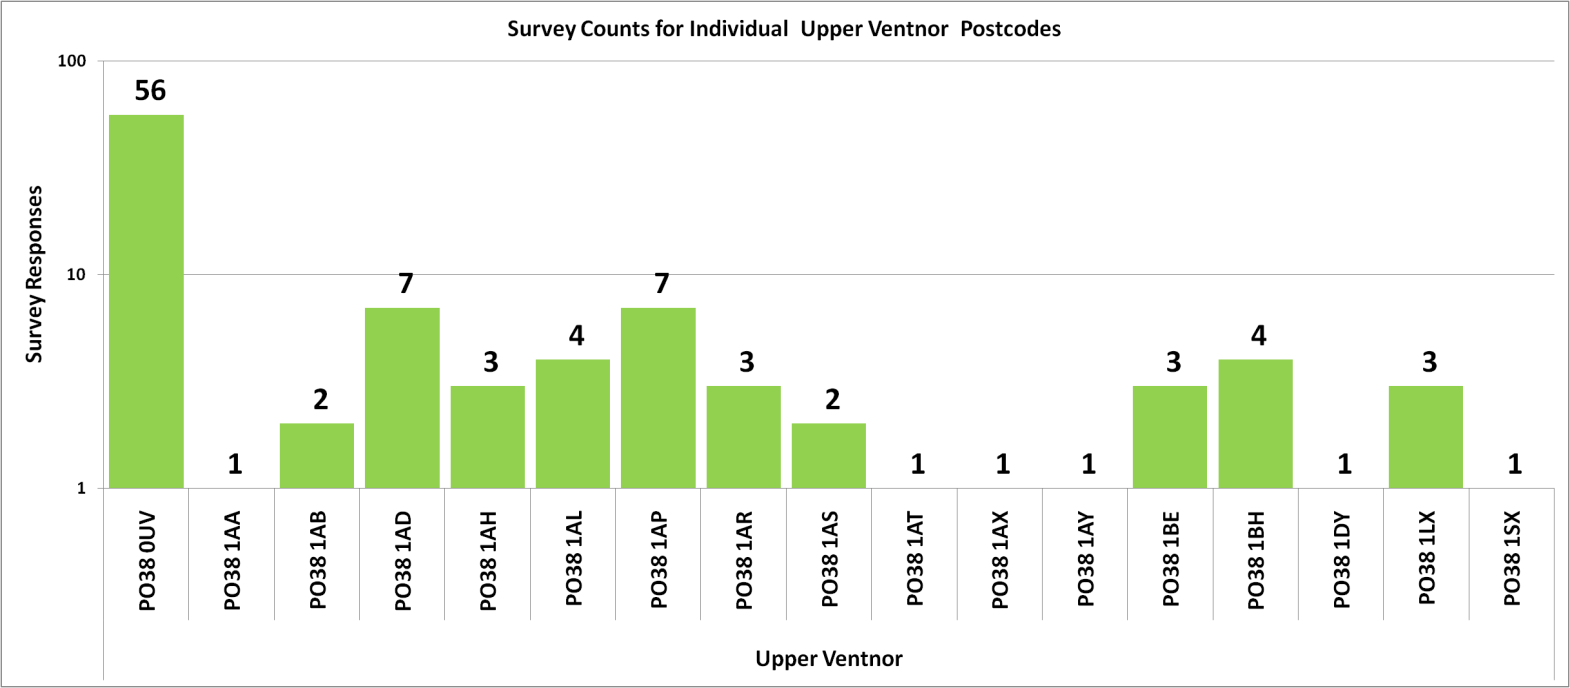 Survey Counts for Individual Upper Ventnor Postcodes
100
10
1
Survey Responses
56
1
2
7
3
4
7
3
2
1
1
1
3
4
1
3
1
PO38 0UV
PO38 1AA
PO38 1AB
PO38 1AD
PO38 1AH
PO38 1AL
PO38 1AP
PO38 1AR
PO38 1AS
PO38 1AT
PO38 1AX
PO38 1AY
PO38 1BE
PO38 1BH
PO38 1DY
PO38 1LX
PO38 1SX
Upper Ventnor